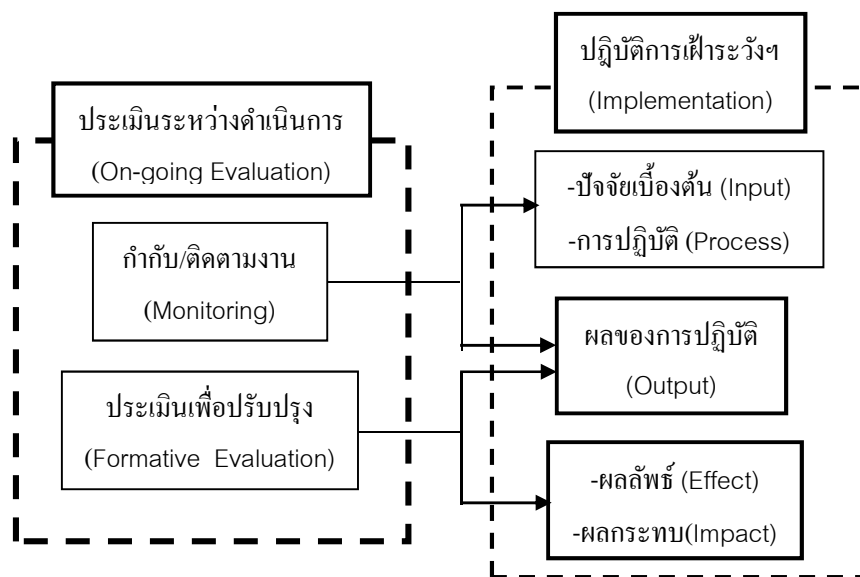 ประเมินระหว่างดำเนินการ
(On-going Evaluation)
กำกับ/ติดตามงาน
(Monitoring)
ประเมินเพื่อปรับปรุง
(Formative Evaluation)
ปฎิบัติการเฝ้าระวังฯ
(Implementation)
-ปัจจัยเบื้องต้น (Input)
-การปฏิบัติ (Process)
ผลของการปฏิบัติ
(Output)
-ผลลัพธ์ (Effect)
-ผลกระทบ(Impact)